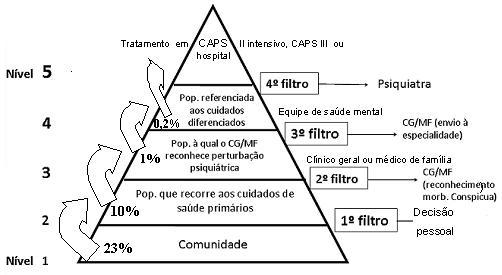 Tratamento em CAPS II intensivo, CAPS III ou
hospital
Nível 5
4º filtro
Psiquiatra
Pop. referenciada
aos cuidados
diferenciados
0,2%
Equipe de saúde mental
4
3º filtro
CG/MF (envio à
especialidade)
Pop. à qual o CG/MF
reconhece perturbação
psiquiátrica
1%
Clínico geral ou médico de família
3
2º filtro
CG/MF
(reconhecimento
morb. Conspícua)
Pop. que recorre aos cuidados de
saúde primários
10%
2
1º filtro
Decisão
pessoal
Comunidade
23%
Nível 1